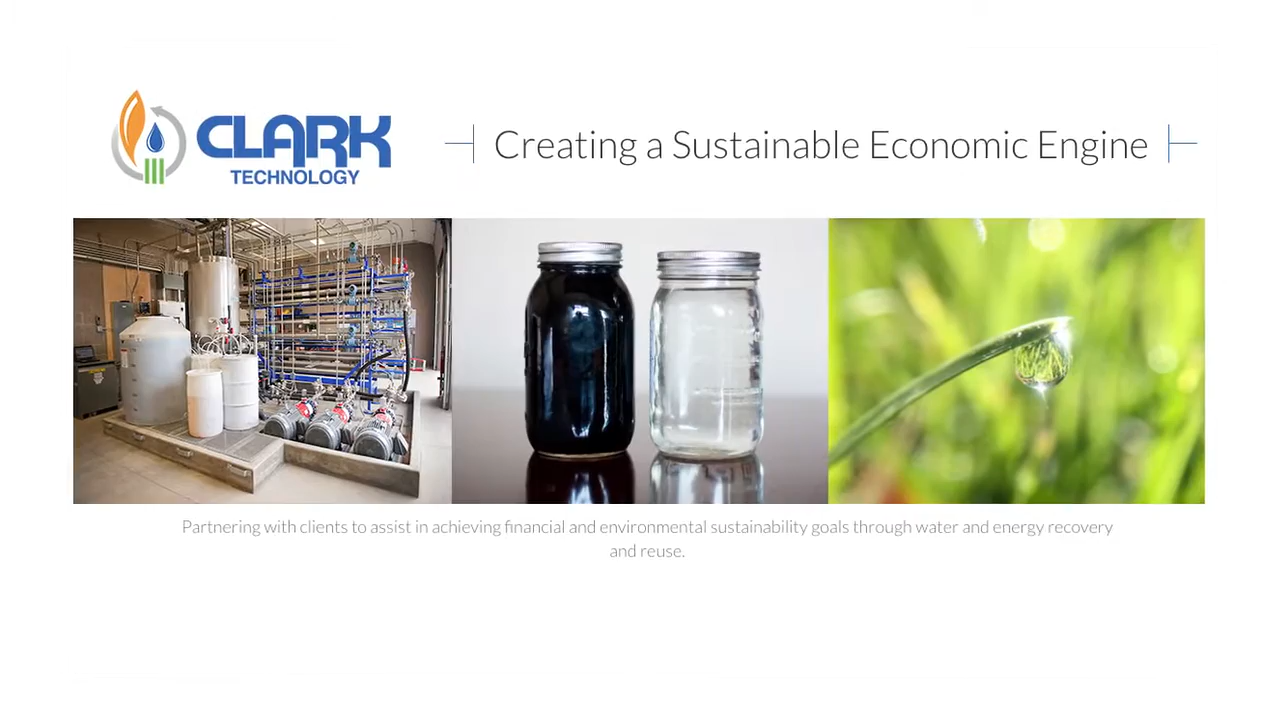 CLARK
TECHNOLOGY
Creating a Sustainable Economic Engine
Partnering with clients to assist in achieving financial and environmental sustainability goals through water and energy recovery
and reuse.